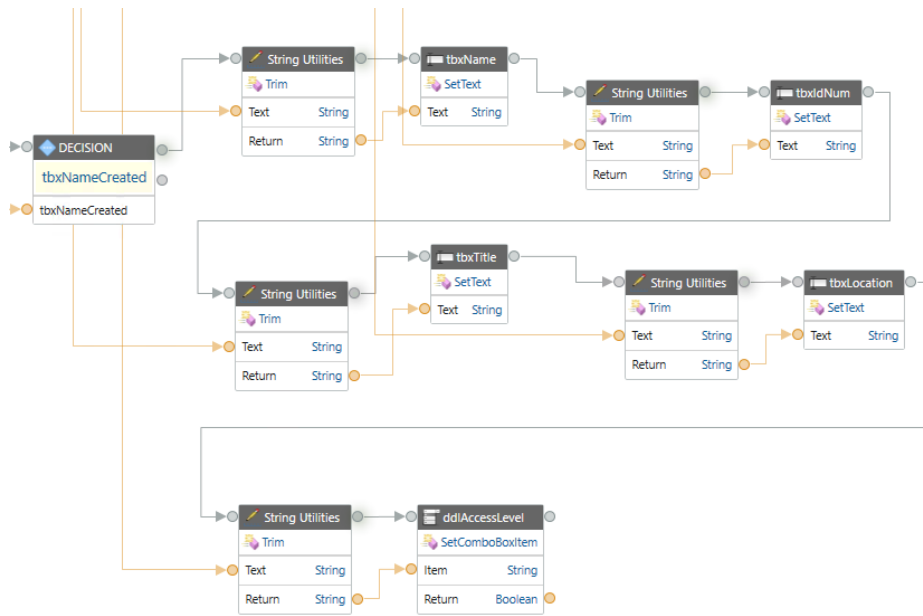 String Utilities
Trim
Text String
Return String
tbxName
SetText
Text String
String Utilities
Trim
Text String
Return String
tbxIdNum
SetText
Text String
DECISION
tbxNameCreated
tbxNameCreated
String Utilities
Trim
Text String
Return String
tbxTitle
SetText
Text String
String Utilities
Trim
Text String
Return String
tbxLocation
SetText
Text String
String Utilities
Trim
Text String
Return String
ddlAccessLevel
SetComboBoxItem
Item String
Return Boolean